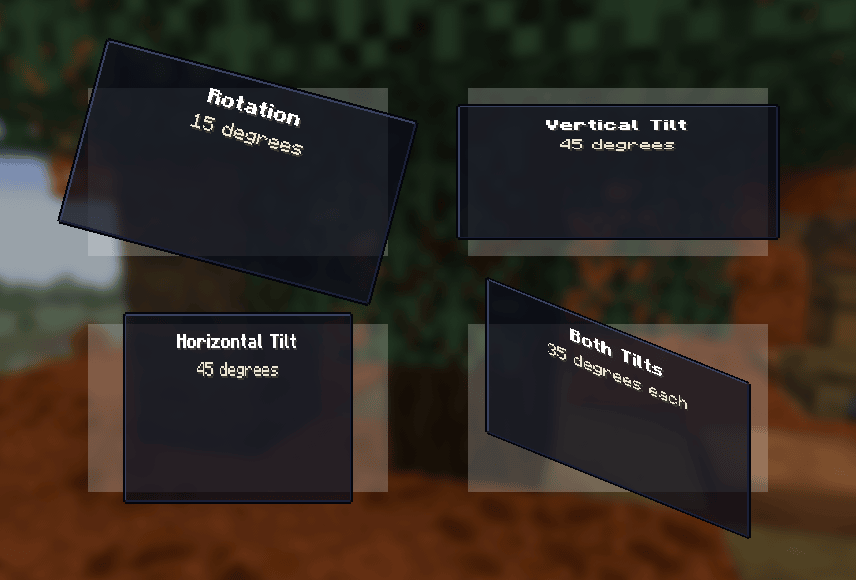 Rotation
15 degrees
Vertical Tilt
45 degrees
Horizontal Tilt
45 degrees
Both Tilts
35 degrees each